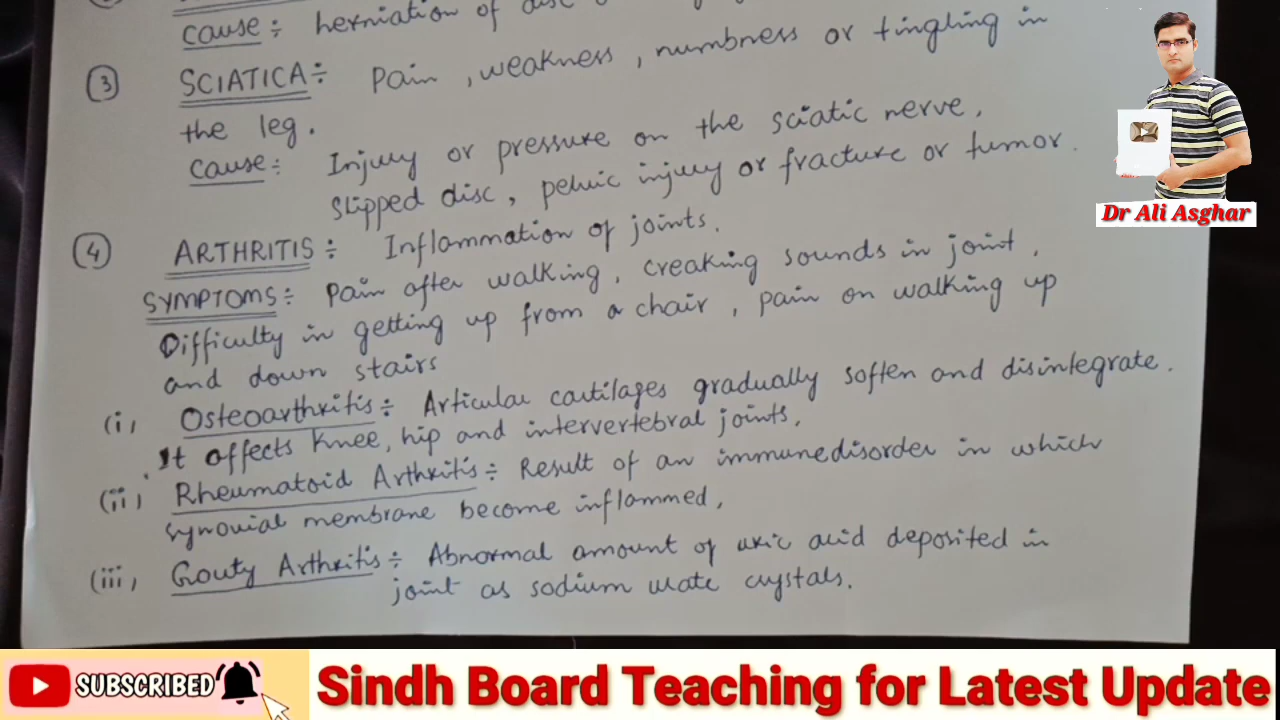 cause÷ herniation of disc
③ SCIATICA÷ Pain, weakness, numbness or tingling in
the leg.
cause÷ Injury or pressure on the sciatic nerve,
slipped disc, pelvic injury or fracture or tumor.
④ ARTHRITIS÷ Inflammation of joints.
SYMPTOMS÷ Pain after walking, creaking sounds in joint,
Difficulty in getting up from a chair, pain on walking up
and down stairs
(i) Osteoarthritis÷ Articular cartilages gradually soften and disintegrate.
It affects knee, hip and intervertebral joints.
(ii) Rheumatoid Arthritis÷ Result of an immunedisorder in which
synovial membrane become inflammed.
(iii) Gouty Arthritis÷ Abnormal amount of uric acid deposited in
joint as sodium urate crystals.
Dr Ali Asghar
SUBSCRIBED
Sindh Board Teaching for Latest Update